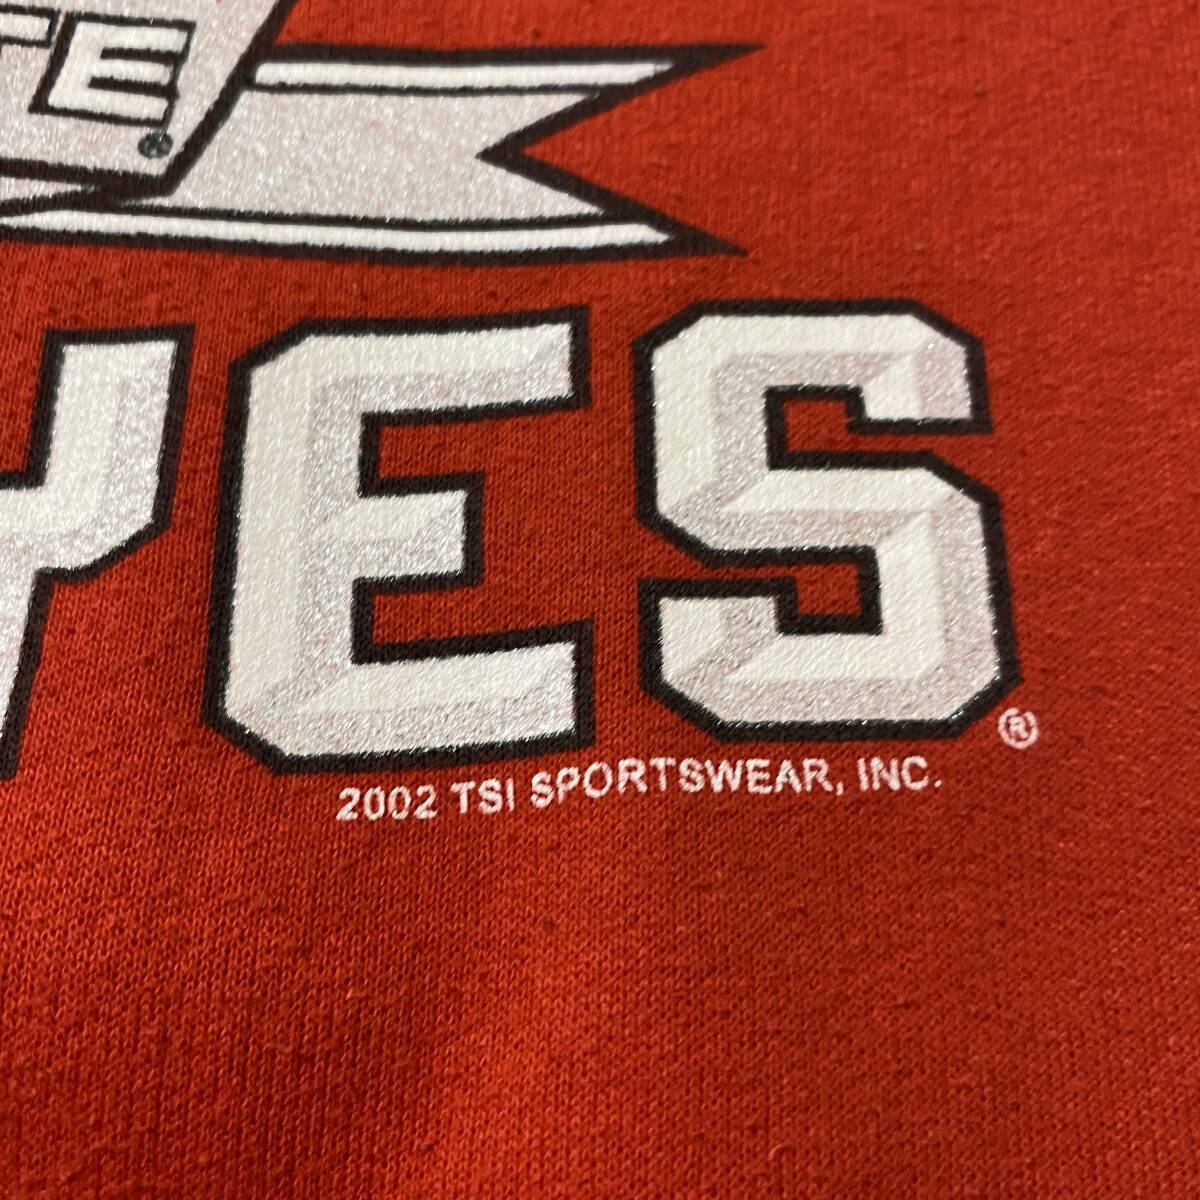 TE®
YES®
2002 TSI SPORTSWEAR, INC.